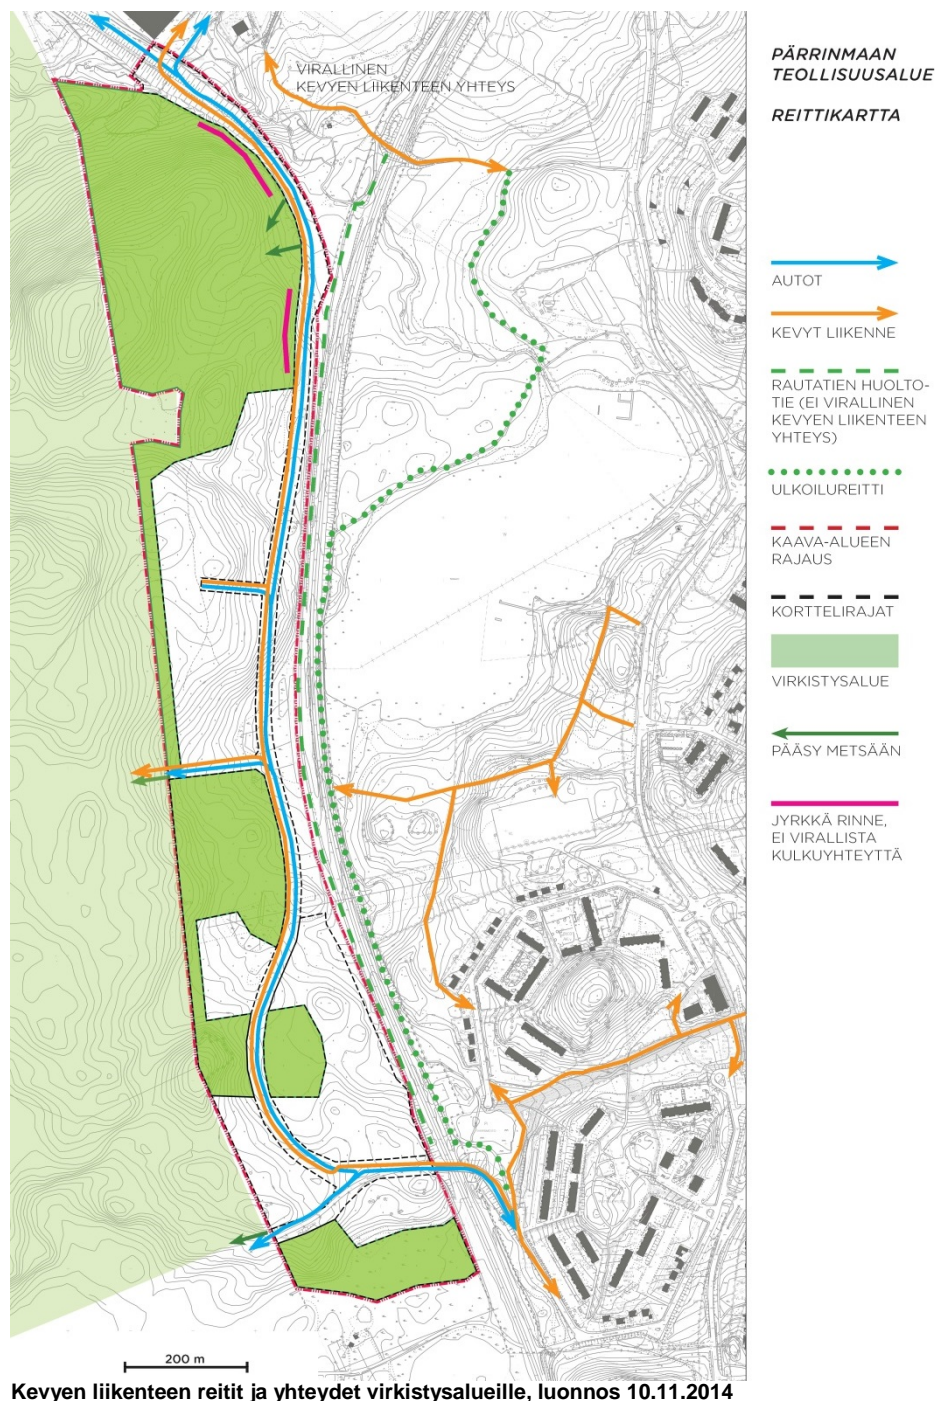 PÄRRINMAAN
TEOLLISUUSALUE
REITTIKARTTA
VIRALLINEN
KEVYEN LIIKENTEEN YHTEYS
AUTOT
KEVYT LIIKENNE
RAUTATIEN HUOLTO-
TIE (EI VIRALLINEN
KEVYEN LIIKENTEEN
YHTEYS)
ULKOILUREITTI
KAAVA-ALUEEN
RAJAUS
KORTTELIRAJAT
VIRKISTYSALUE
PÄÄSY METSÄÄN
JYRKKÄ RINNE,
EI VIRALLISTA
KULKUYHTEYTTÄ
200 m
Kevyen liikenteen reitit ja yhteydet virkistysalueille, luonnos 10.11.2014